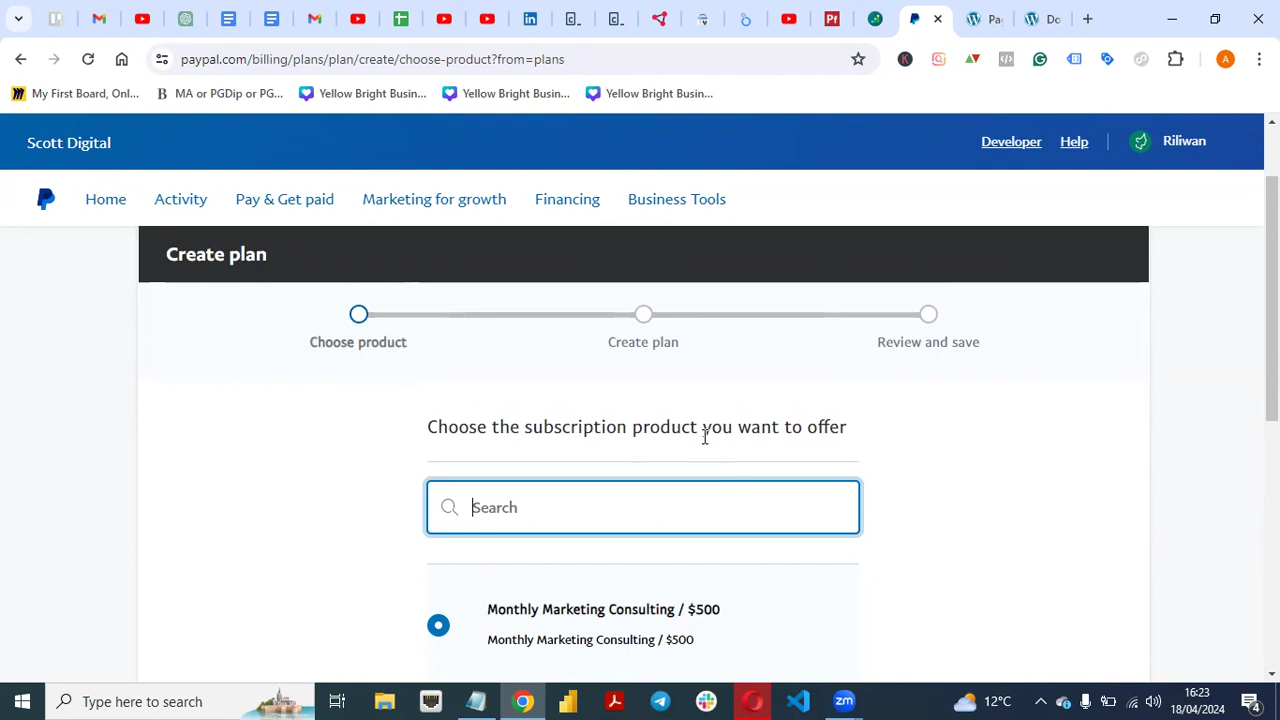 paypal.com/billing/plans/plan/create/choose-product?from=plans
A
My First Board, Onl...
B MA or PGDip or PG...
Yellow Bright Busin...
Yellow Bright Busin...
Yellow Bright Busin...
Scott Digital
Developer
Help
Riliwan
Home
Activity
Pay & Get paid
Marketing for growth
Financing
Business Tools
Create plan
Choose product
Create plan
Review and save
Choose the subscription product you want to offer
Search
Monthly Marketing Consulting / $500
Monthly Marketing Consulting / $500
Type here to search
zm
12°C
16:23
18/04/2024
4